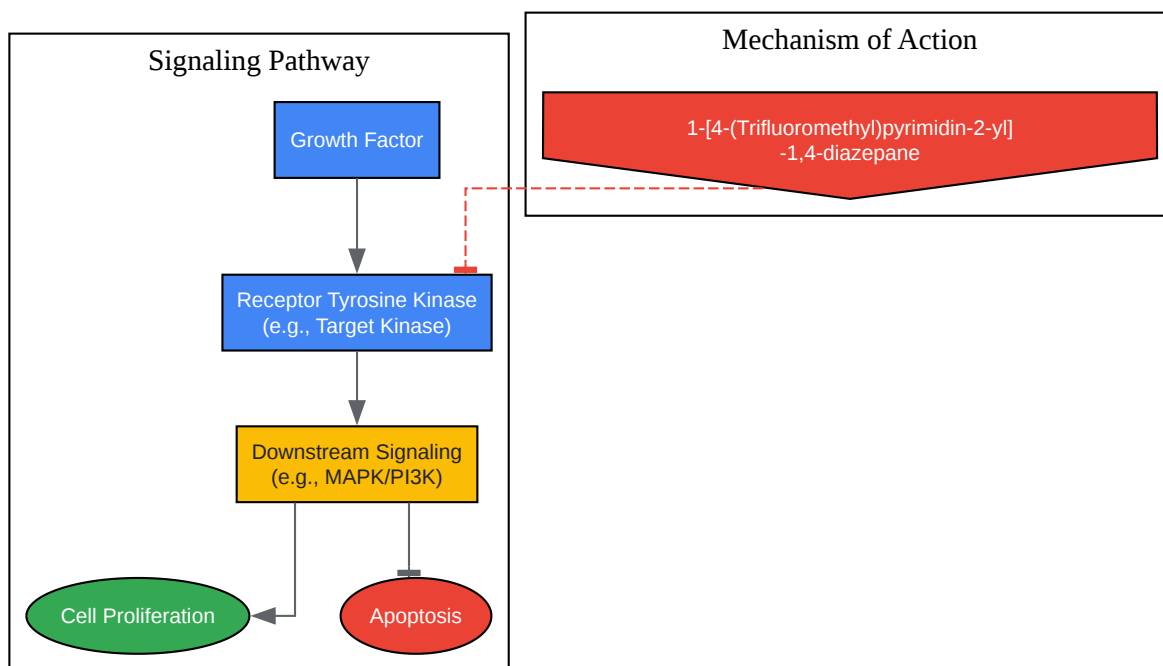 Signaling Pathway
Growth Factor
Receptor Tyrosine Kinase
(e.g., Target Kinase)
Downstream Signaling
(e.g., MAPK/PI3K)
Cell Proliferation
Apoptosis
Mechanism of Action
1-[4-(Trifluoromethyl)pyrimidin-2-yl]
-1,4-diazepane